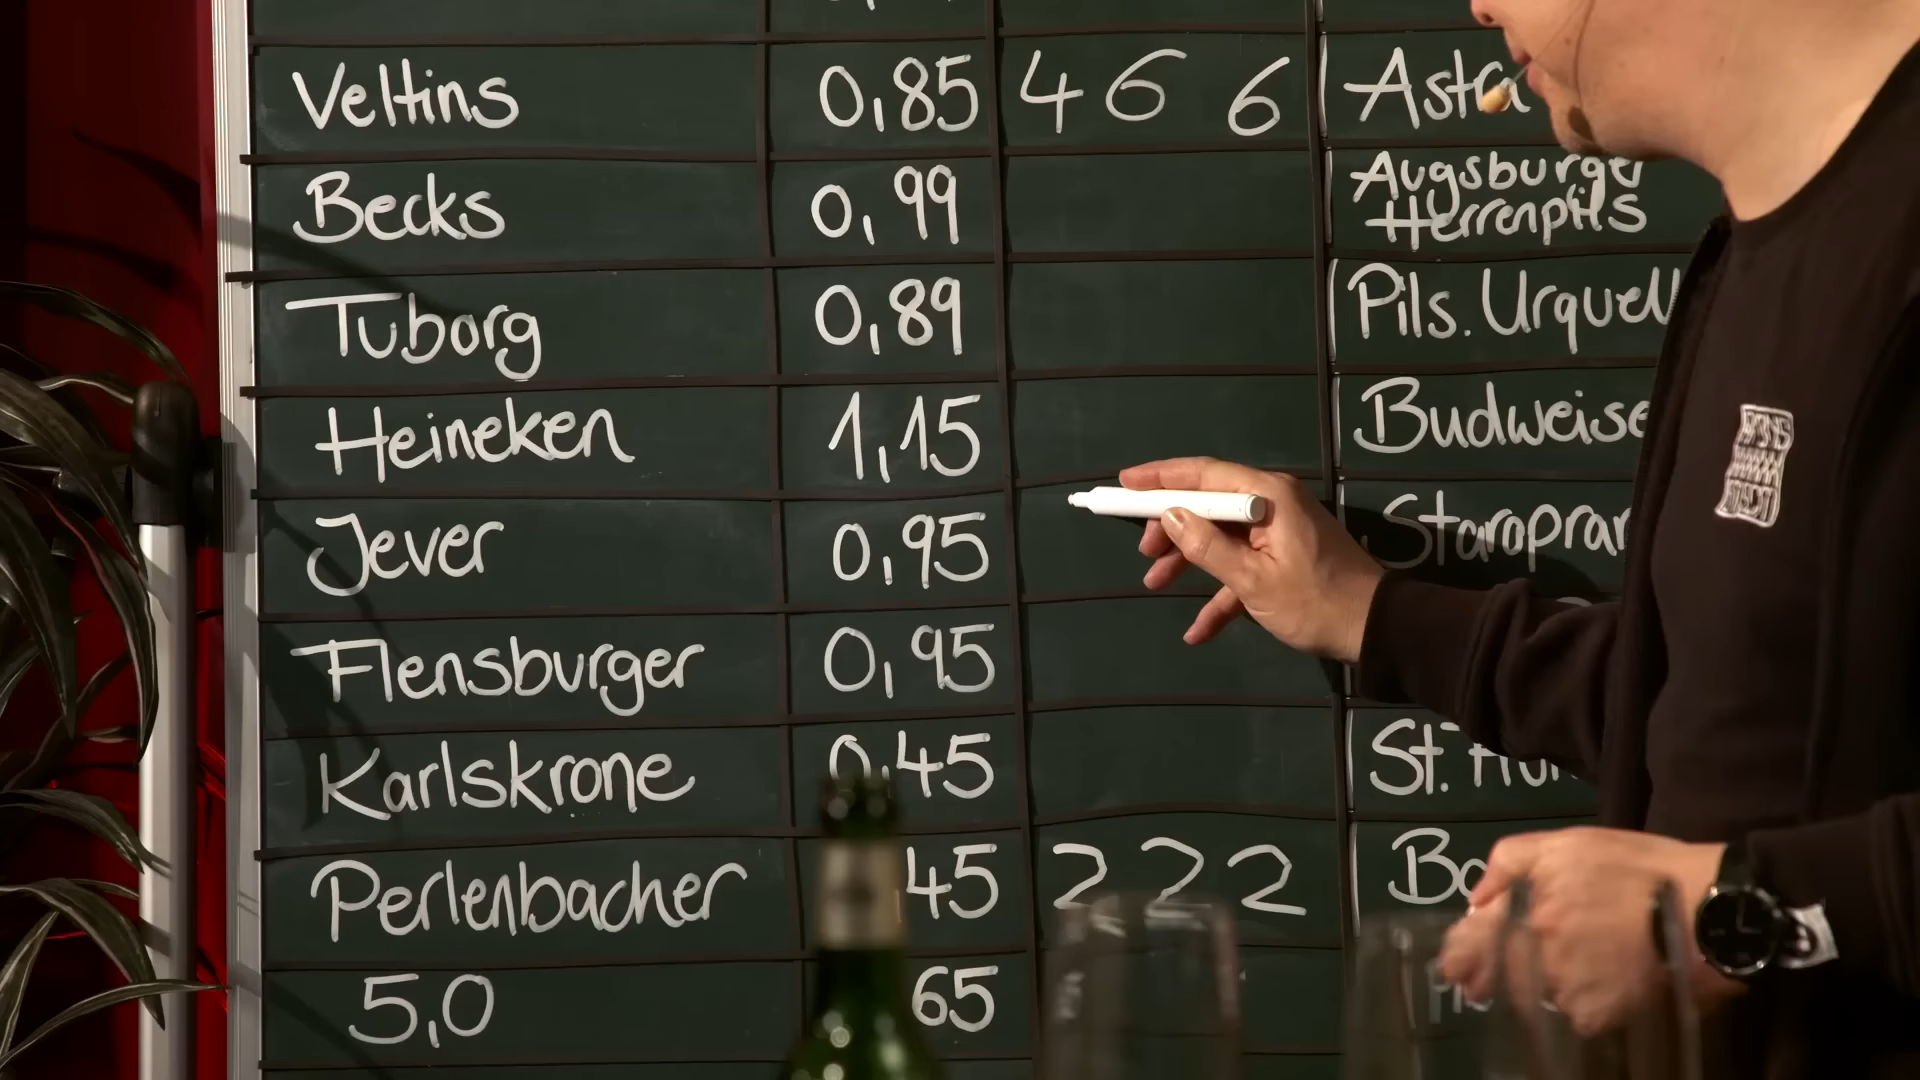 Veltins 0,85 4 6 6 Astra
Becks 0,99 Augsburger
Herrenpils
Tuborg 0,89 Pils. Urquell
Heineken 1,15 Budweise
Jever 0,95 Staropra
Flensburger 0,95
Karlskrone 0,45 St.
Perlenbacher 45 2 2 2 Bo
5,0 65